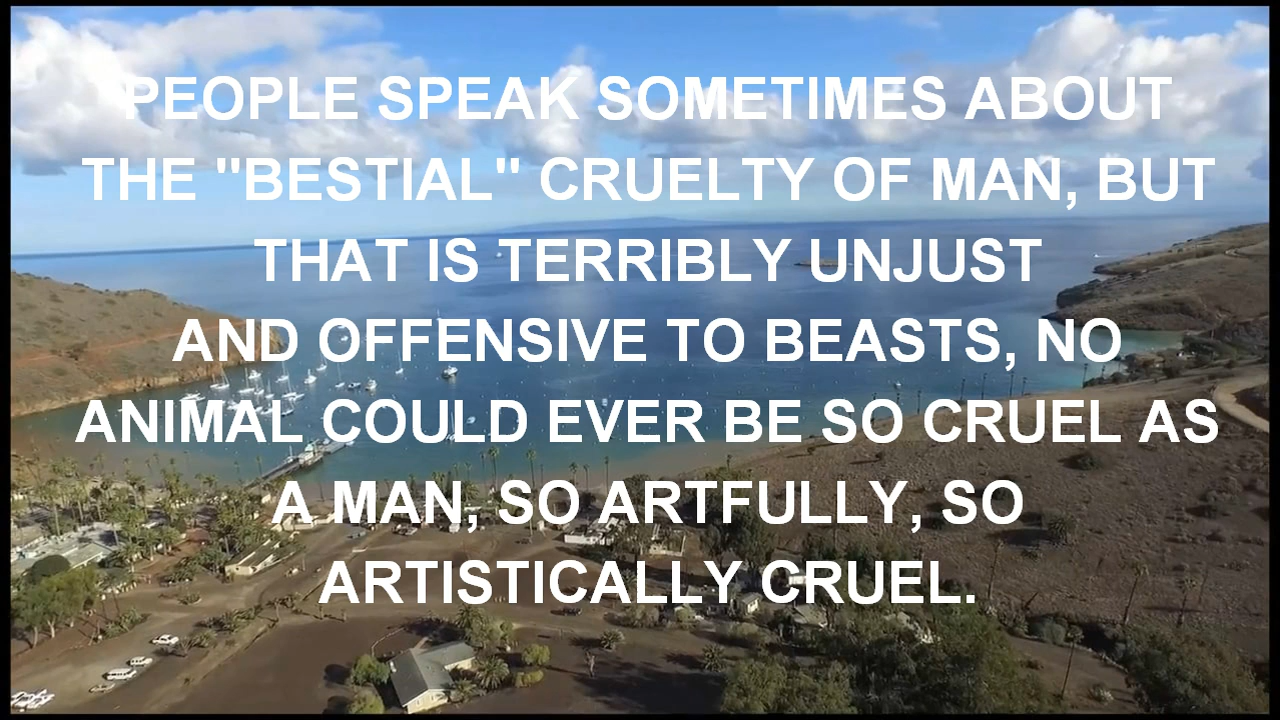 PEOPLE SPEAK SOMETIMES ABOUT
THE "BESTIAL" CRUELTY OF MAN, BUT
THAT IS TERRIBLY UNJUST
AND OFFENSIVE TO BEASTS, NO
ANIMAL COULD EVER BE SO CRUEL AS
A MAN, SO ARTFULLY, SO
ARTISTICALLY CRUEL.